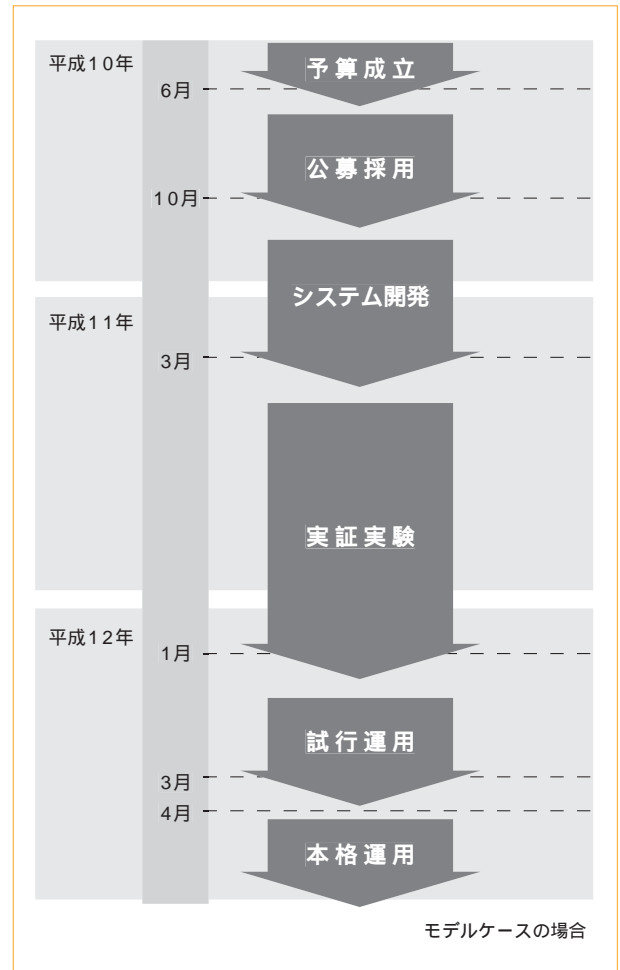 平成10年
予算成立
6月
公募採用
10月
システム開発
平成11年
3月
実証実験
平成12年
1月
試行運用
3月
4月
本格運用
モデルケースの場合